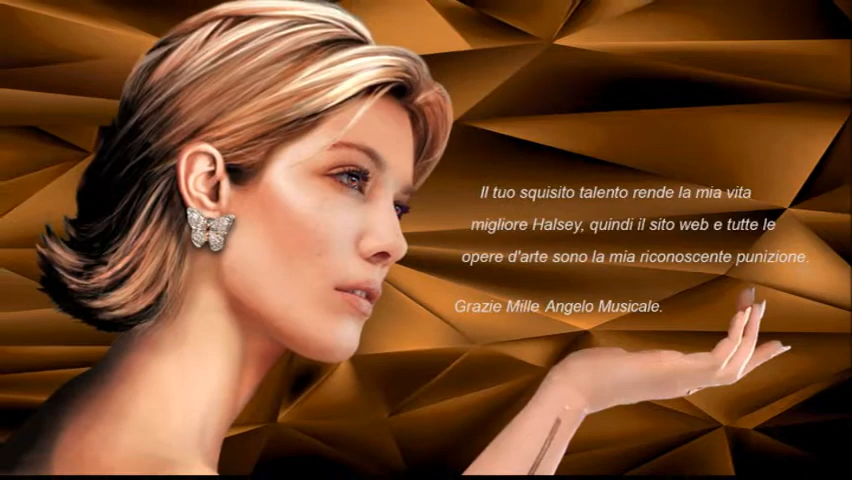 Il tuo squisito talento rende la mia vita
migliore Halsey, quindi il sito web e tutte le
opere d'arte sono la mia riconoscente punizione.
Grazie Mille Angelo Musicale.